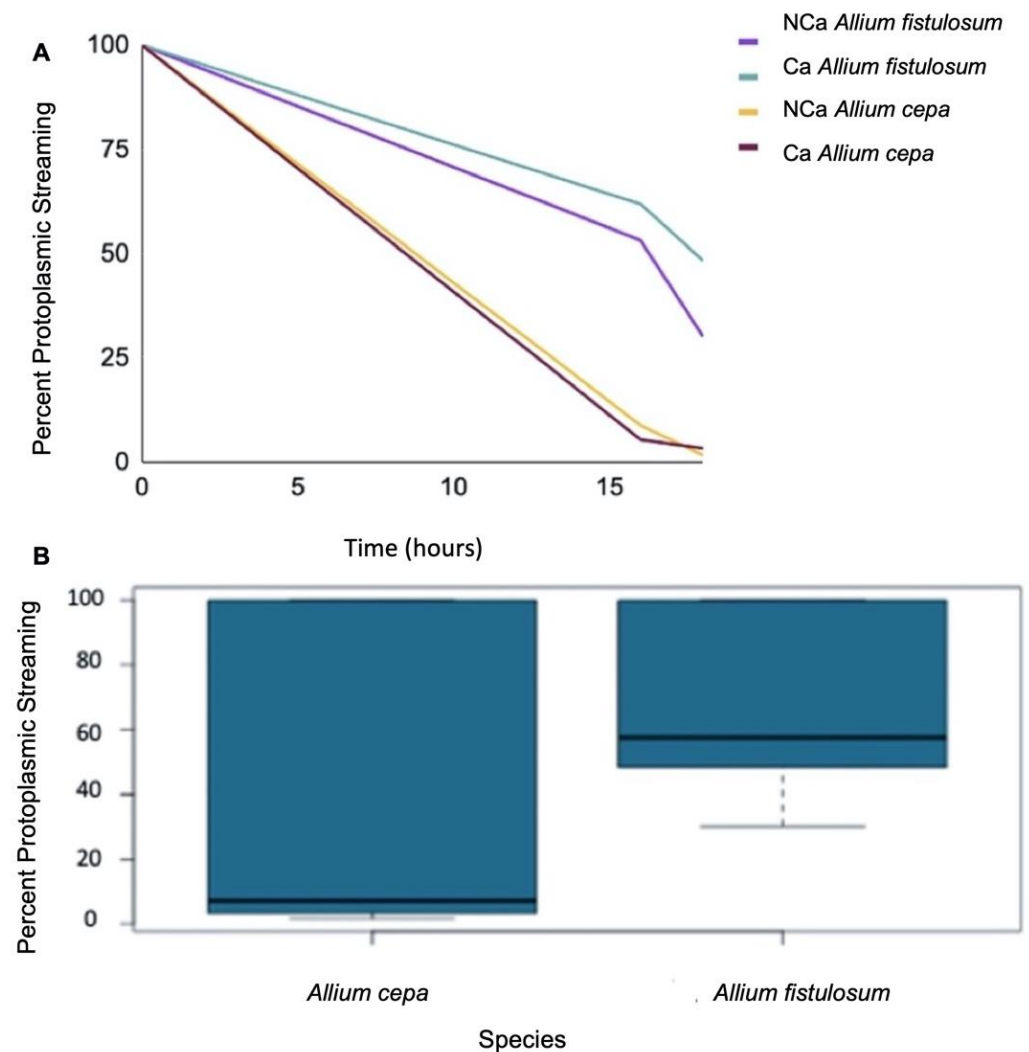 A
Percent Protoplasmic Streaming
100
75
50
25
0
0 5 10 15
Time (hours)
NCa Allium fistulosum
Ca Allium fistulosum
NCa Allium cepa
Ca Allium cepa
B
Percent Protoplasmic Streaming
100
80
60
40
20
0
Allium cepa Allium fistulosum
Species